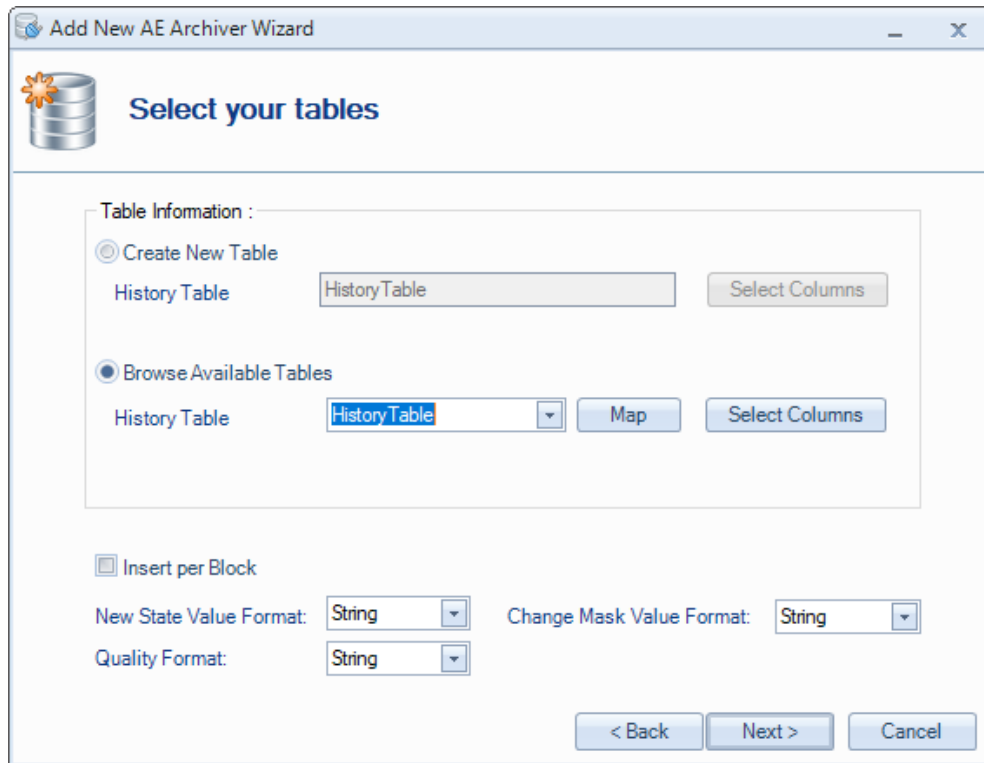 Add New AE Archiver Wizard
Select your tables
Table Information :
Create New Table
History Table HistoryTable Select Columns
Browse Available Tables
History Table HistoryTable Map Select Columns
Insert per Block
New State Value Format: String Change Mask Value Format: String
Quality Format: String
< Back Next > Cancel